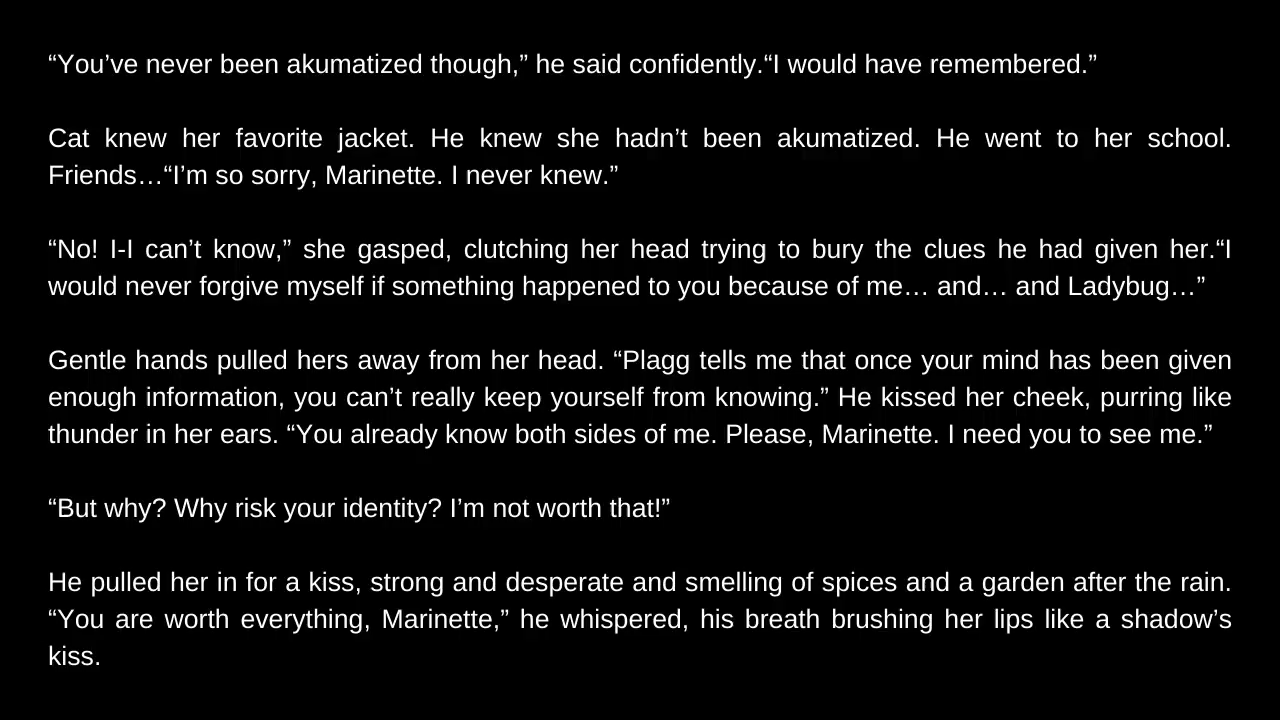 “You’ve never been akumatized though,” he said confidently.“I would have remembered.”
Cat knew her favorite jacket. He knew she hadn’t been akumatized. He went to her school.
Friends…“I’m so sorry, Marinette. I never knew.”
“No! I-I can’t know,” she gasped, clutching her head trying to bury the clues he had given her.“I
would never forgive myself if something happened to you because of me… and… and Ladybug…”
Gentle hands pulled hers away from her head. “Plagg tells me that once your mind has been given
enough information, you can’t really keep yourself from knowing.” He kissed her cheek, purring like
thunder in her ears. “You already know both sides of me. Please, Marinette. I need you to see me.”
“But why? Why risk your identity? I’m not worth that!”
He pulled her in for a kiss, strong and desperate and smelling of spices and a garden after the rain.
“You are worth everything, Marinette,” he whispered, his breath brushing her lips like a shadow’s
kiss.